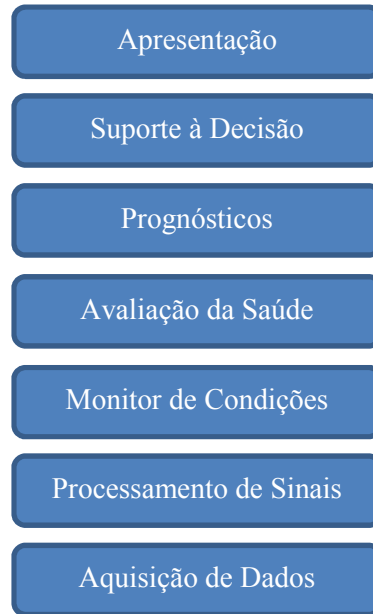 Apresentação
Suporte à Decisão
Prognósticos
Avaliação da Saúde
Monitor de Condições
Processamento de Sinais
Aquisição de Dados